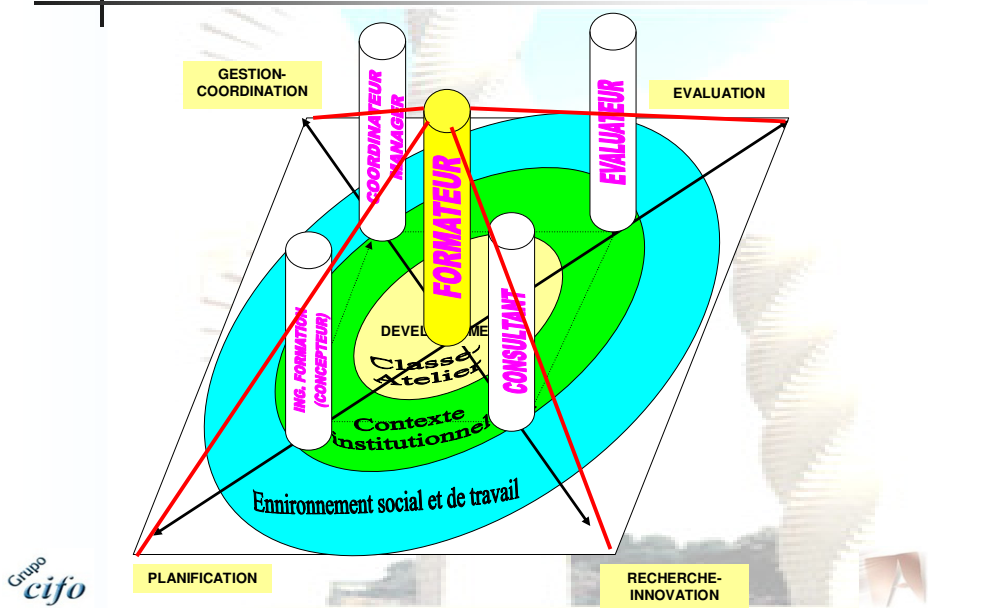 GESTION-
COORDINATION
EVALUATION
COORDINATEUR
MANAGER
EVALUATEUR
FORMATEUR
CONSULTANT
ING. FORMATION
(CONCEPTEUR)
Classe/
Atelier
Contexte
institutionnel
Ennironnement social et de travail
PLANIFICATION
RECHERCHE-
INNOVATION
Grupo
cifo